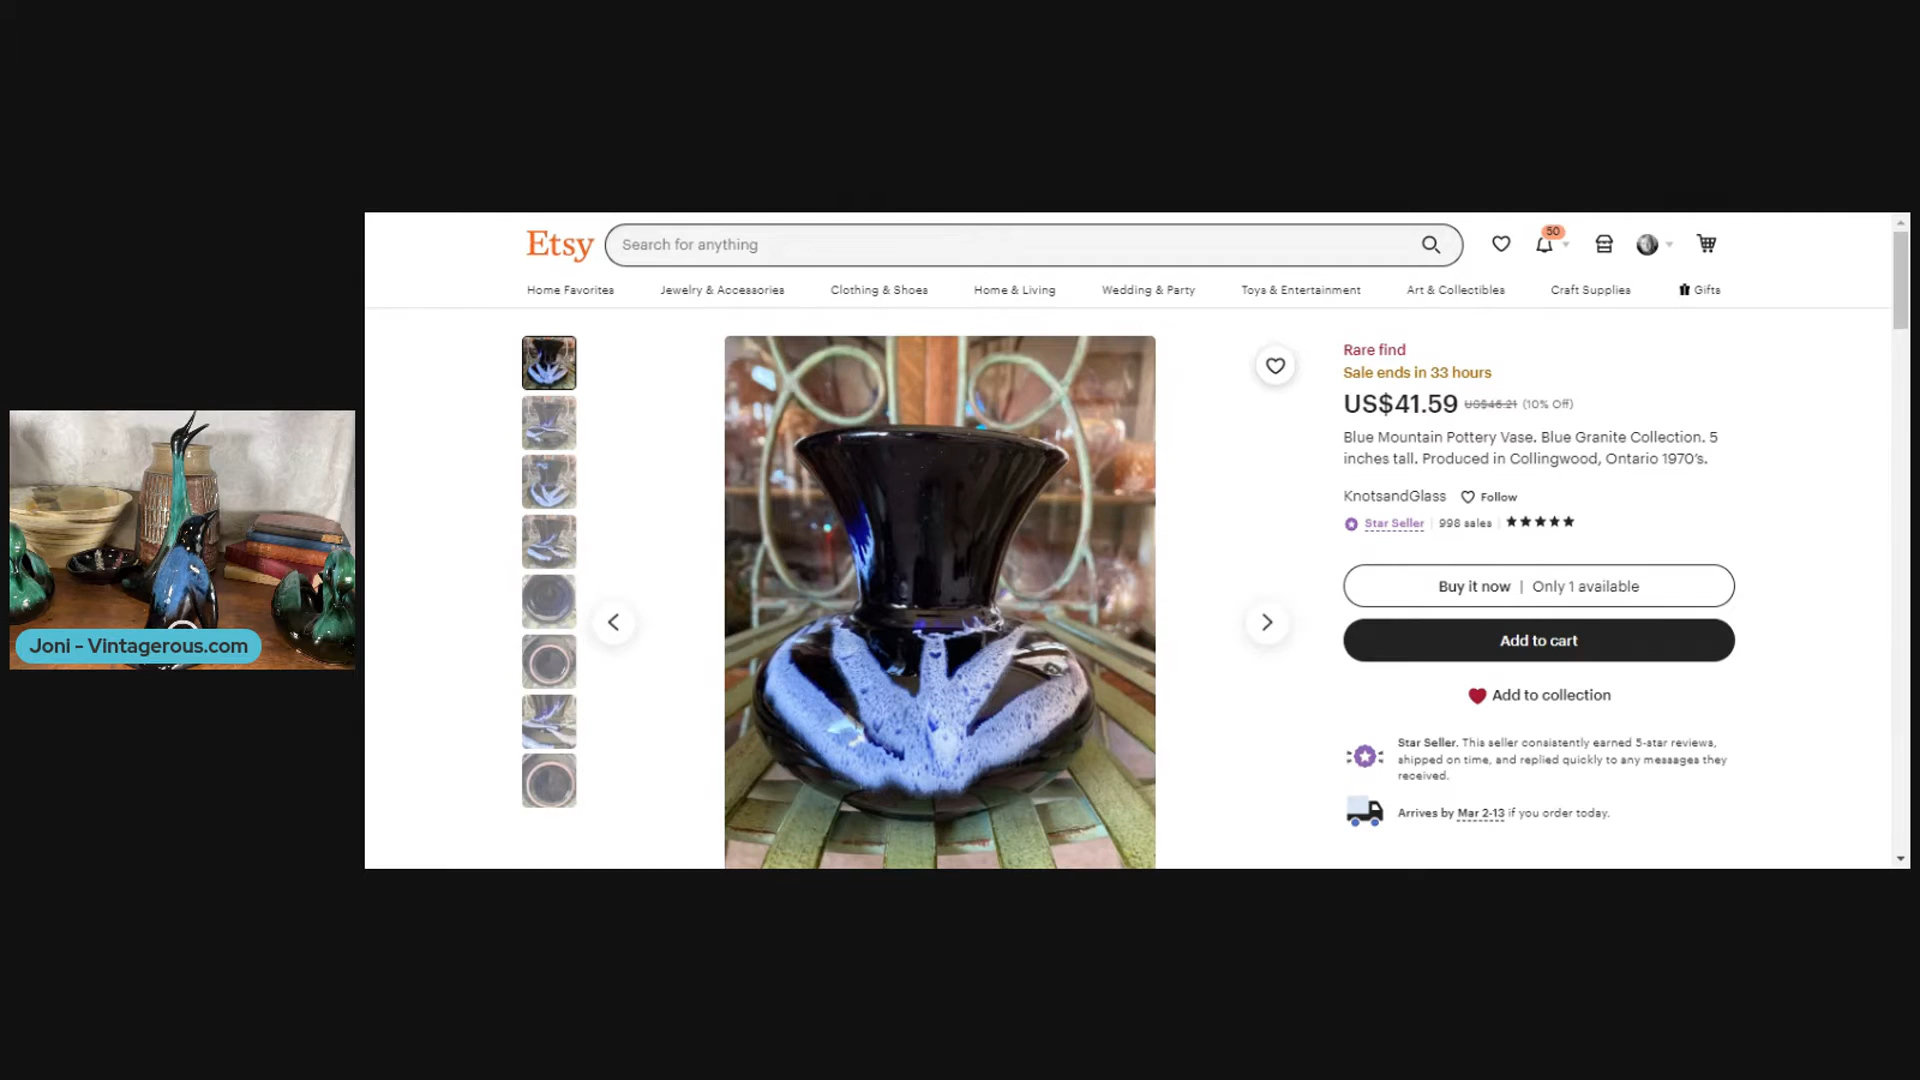 Etsy
Search for anything
50
Home Favorites
Jewelry & Accessories
Clothing & Shoes
Home & Living
Wedding & Party
Toys & Entertainment
Art & Collectibles
Craft Supplies
Gifts
Rare find
Sale ends in 33 hours
US$41.59 US$46.21 (10% Off)
Blue Mountain Pottery Vase. Blue Granite Collection. 5
inches tall. Produced in Collingwood, Ontario 1970's.
KnotsandGlass Follow
Star Seller 998 sales
Buy it now | Only 1 available
Add to cart
Add to collection
Star Seller. This seller consistently earned 5-star reviews,
shipped on time, and replied quickly to any messages they
received.
Arrives by Mar 2-13 if you order today.
Joni - Vintagerous.com